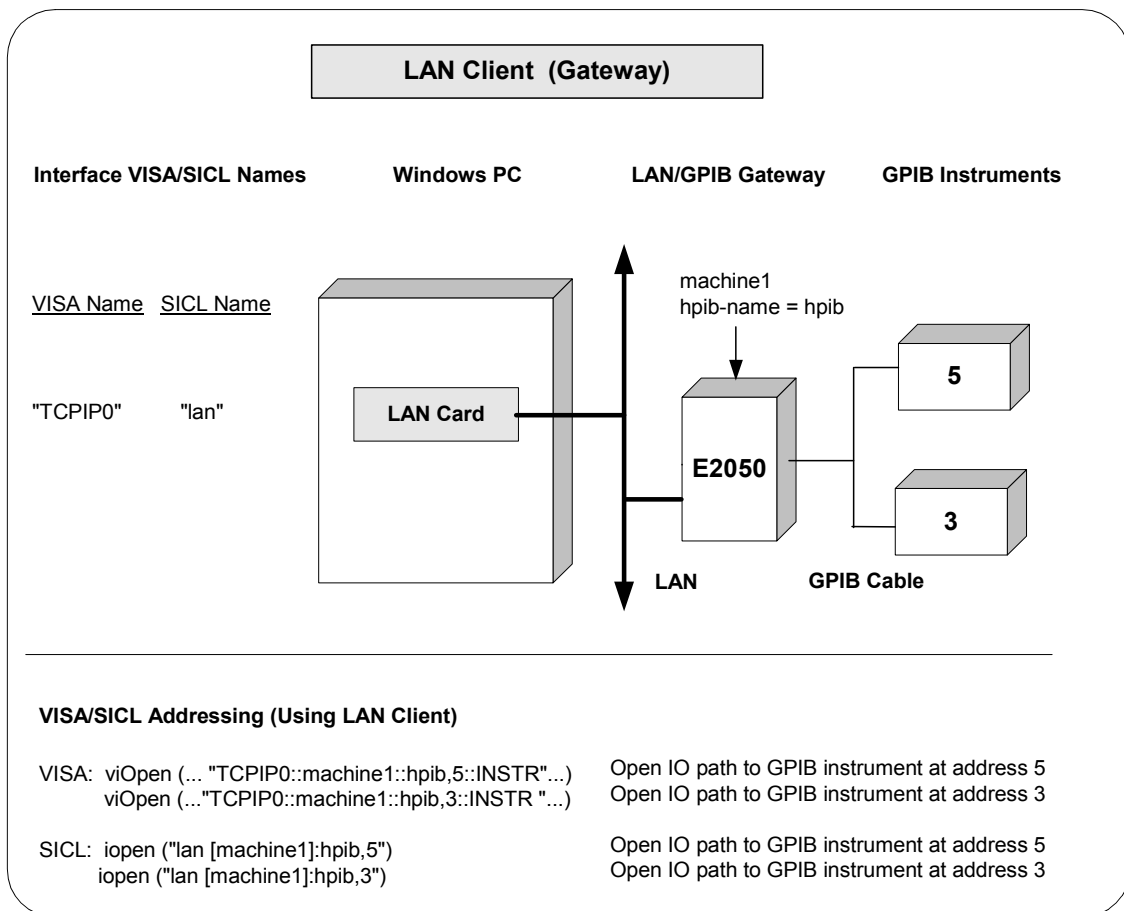 LAN Client (Gateway)
Interface VISA/SICL Names
Windows PC
LAN/GPIB Gateway
GPIB Instruments
VISA Name
SICL Name
machine1
hpib-name = hpib
"TCPIP0"
"lan"
LAN Card
E2050
5
3
LAN
GPIB Cable
VISA/SICL Addressing (Using LAN Client)
VISA: viOpen (... "TCPIP0::machine1::hpib,5::INSTR"...) Open IO path to GPIB instrument at address 5
viOpen (..."TCPIP0::machine1::hpib,3::INSTR "...) Open IO path to GPIB instrument at address 3
SICL: iopen ("lan [machine1]:hpib,5") Open IO path to GPIB instrument at address 5
iopen ("lan [machine1]:hpib,3") Open IO path to GPIB instrument at address 3